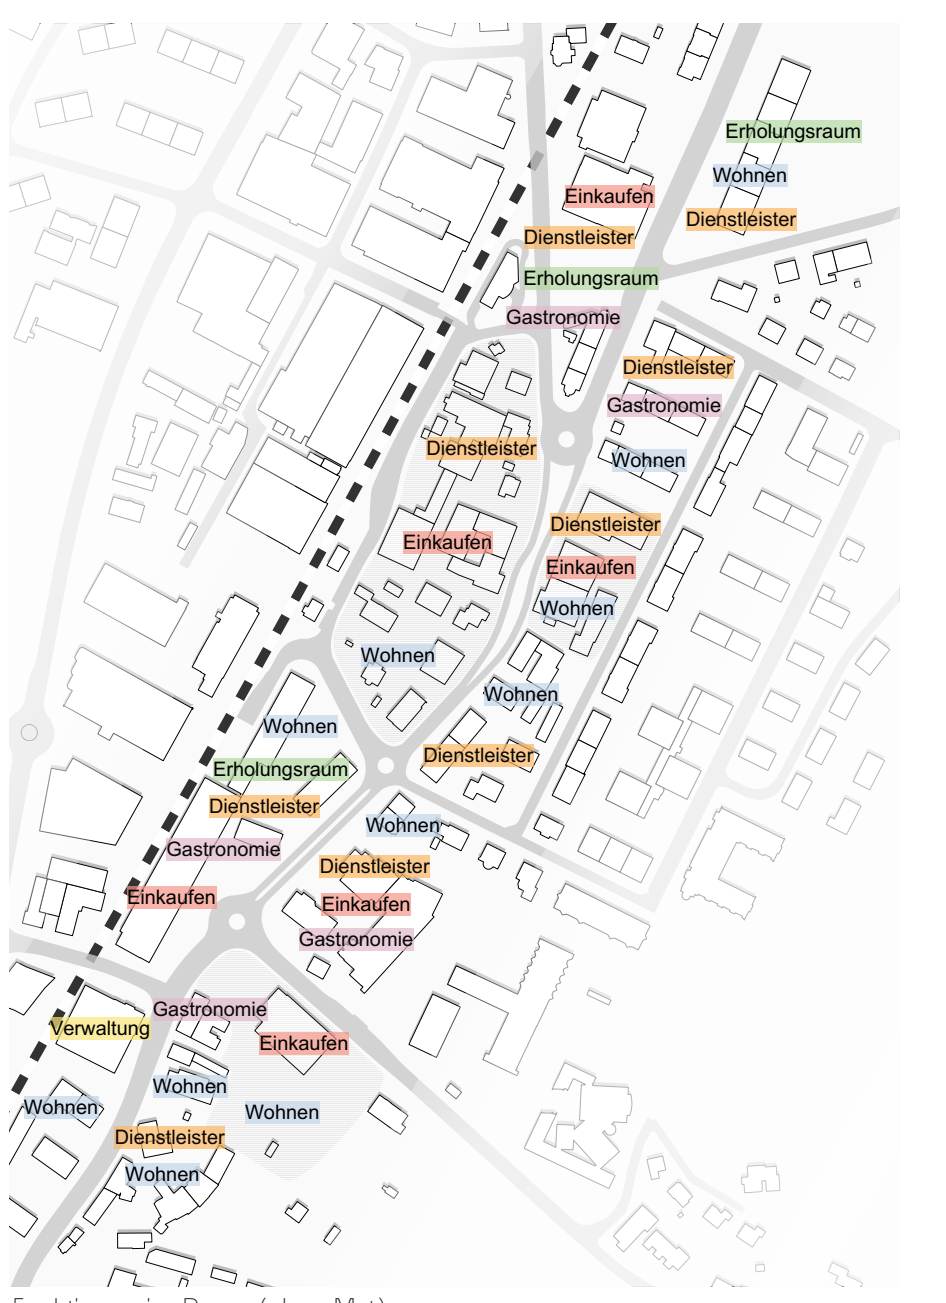 Erholungsraum
Wohnen
Einkaufen
Dienstleister
Dienstleister
Erholungsraum
Gastronomie
Dienstleister
Gastronomie
Dienstleister
Wohnen
Dienstleister
Einkaufen
Einkaufen
Wohnen
Wohnen
Wohnen
Wohnen
Dienstleister
Erholungsraum
Dienstleister
Wohnen
Gastronomie
Dienstleister
Einkaufen
Einkaufen
Gastronomie
Gastronomie
Verwaltung
Einkaufen
Wohnen
Wohnen
Wohnen
Dienstleister
Wohnen